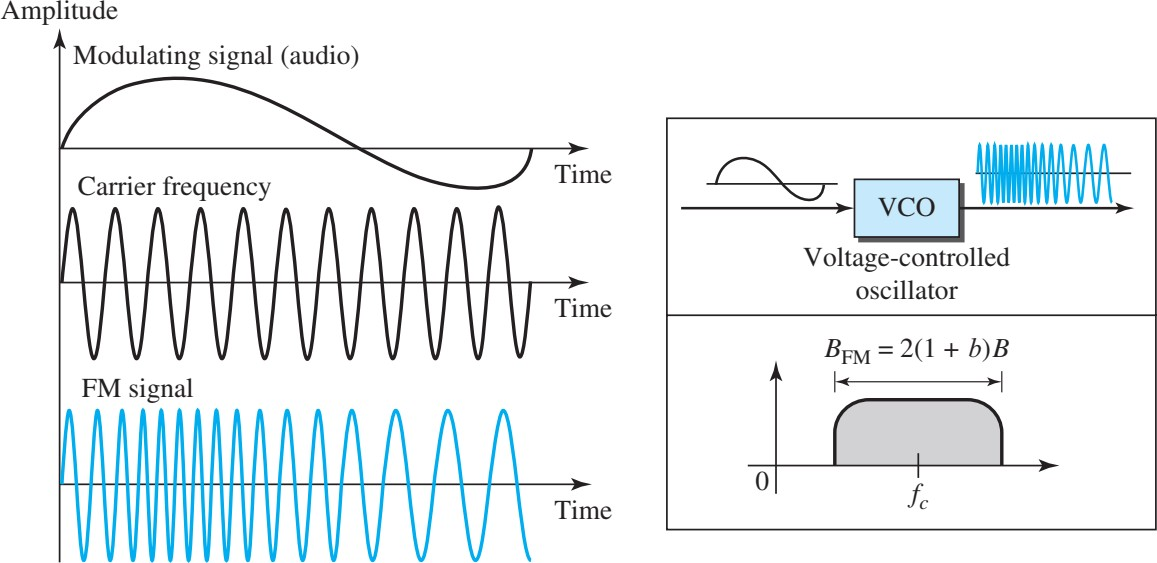 Amplitude
Modulating signal (audio)
Time
Carrier frequency
Time
FM signal
Time
VCO
Voltage-controlled
oscillator
B_FM = 2(1 + b)B
0
f_c